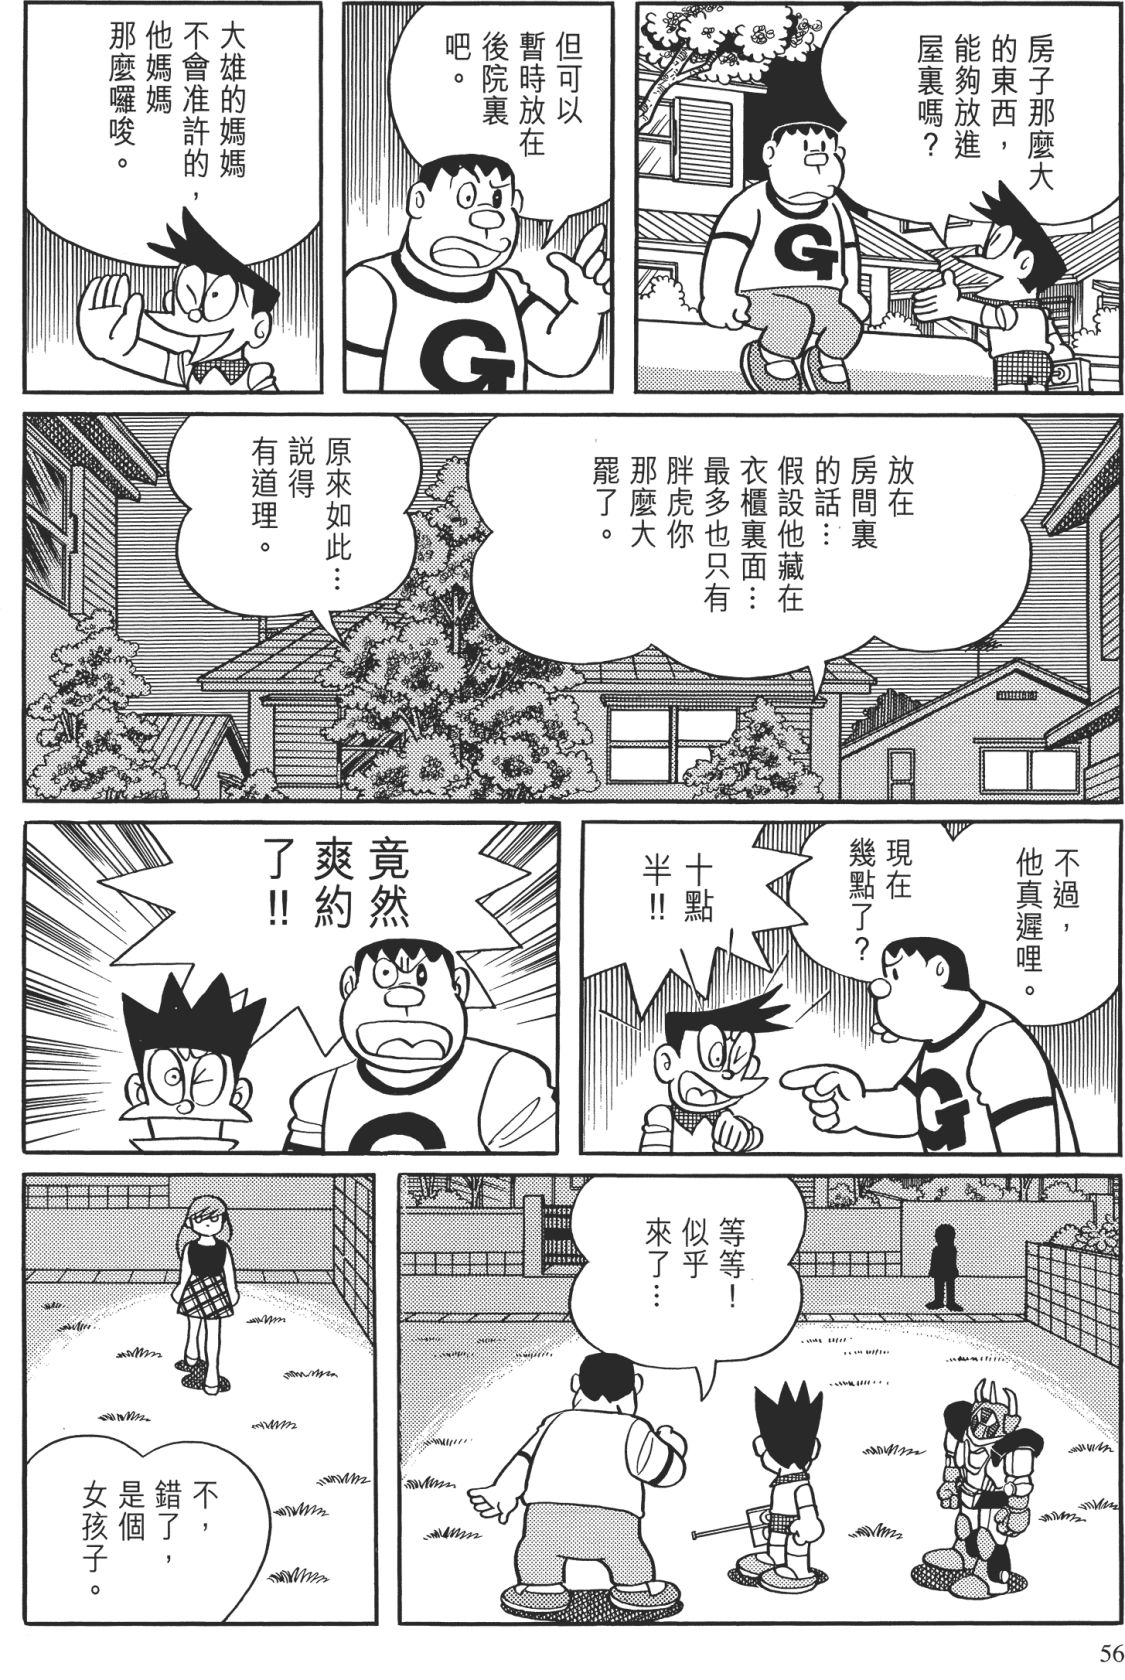 房子那麼大
的東西，
能夠放進
屋裏嗎？
G
但可以
暫時放在
後院裏
吧。
G
大雄的媽媽
不會准許的，
他媽媽
那麼囉唆。
放在
房間裏
的話…
假設他藏在
衣櫃裏面…
最多也只有
胖虎你
那麼大
罷了。
原來如此…
說得
有道理。
不過，
他真遲哩。
現在
幾點了？
G
十點
半!!
竟然
爽約
了!!
G
等等！
似乎
來了…
不，
錯了，
是個
女孩子。
56